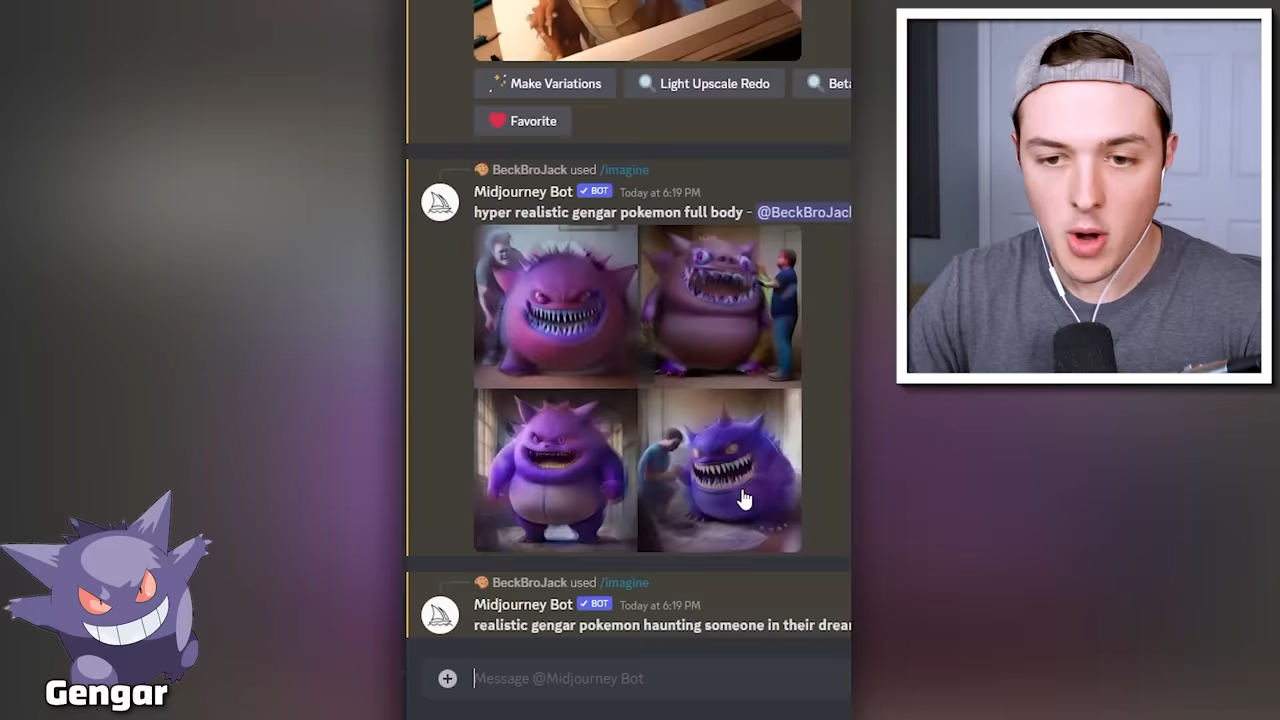 Make Variations
Light Upscale Redo
Beta
Favorite
BeckBroJack used /imagine
Midjourney Bot ✓ BOT Today at 6:19 PM
hyper realistic gengar pokemon full body - @BeckBroJack
BeckBroJack used /imagine
Midjourney Bot ✓ BOT Today at 6:19 PM
realistic gengar pokemon haunting someone in their drea
Message @Midjourney Bot
Gengar